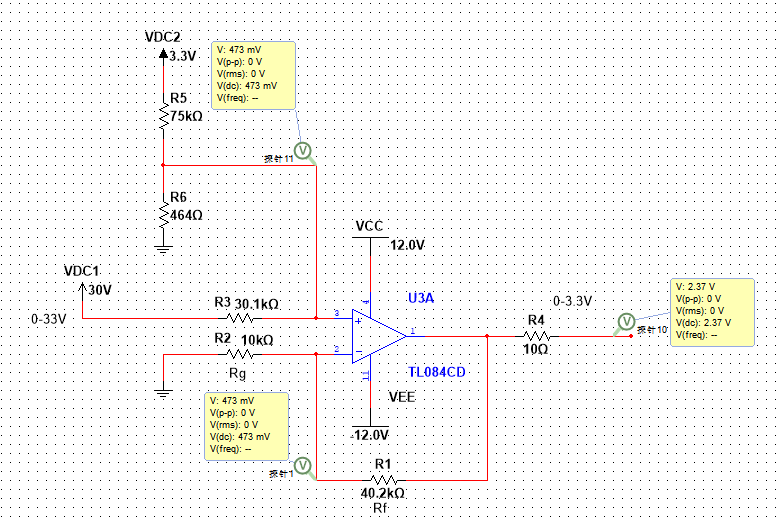 VDC2
3.3V
V: 473 mV
V(p-p): 0 V
V(rms): 0 V
V(dc): 473 mV
V(freq): --
R5
75kΩ
V
探针11
R6
464Ω
VCC
12.0V
VDC1
30V
0-33V
R3 30.1kΩ
3
4
U3A
R2 10kΩ
2
Rg
1
11
TL084CD
VEE
-12.0V
0-3.3V
R4
10Ω
V
探针10
V: 2.37 V
V(p-p): 0 V
V(rms): 0 V
V(dc): 2.37 V
V(freq): --
V: 473 mV
V(p-p): 0 V
V(rms): 0 V
V(dc): 473 mV
V(freq): --
V
探针1
R1
40.2kΩ
Rf